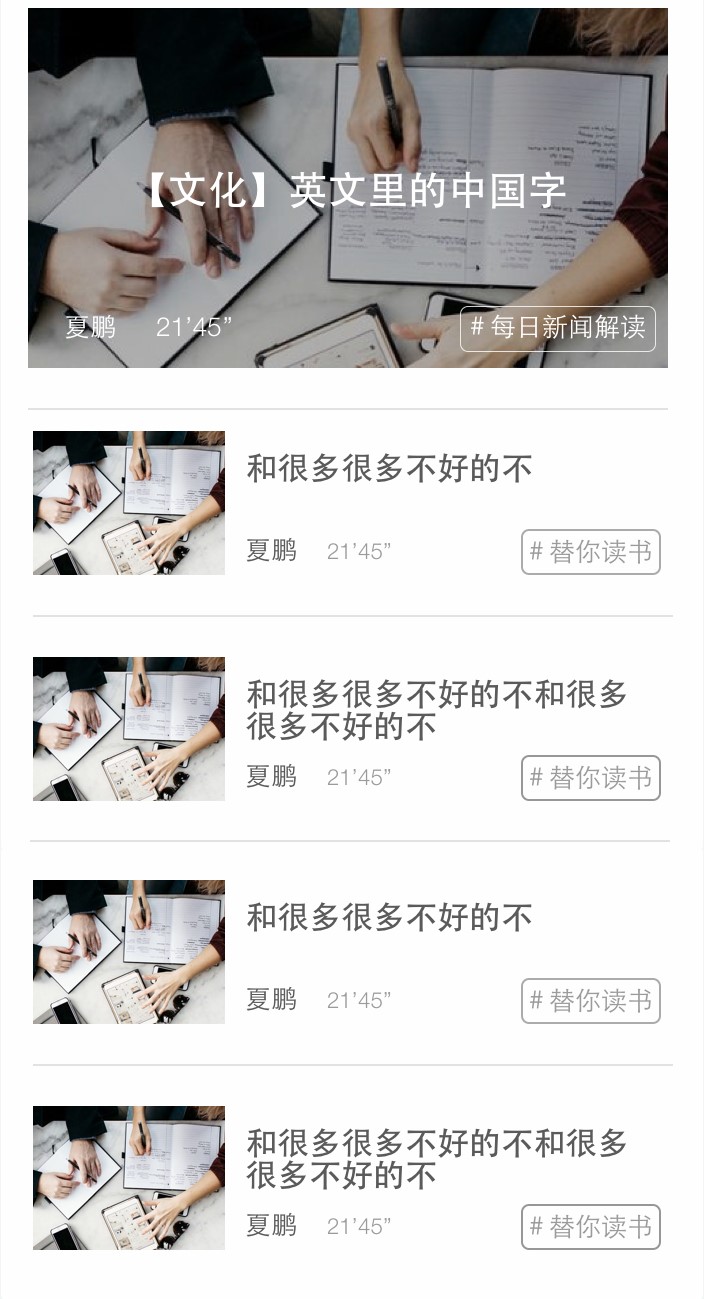 【文化】英文里的中国字
夏鹏 21’45” # 每日新闻解读
和很多很多不好的不
夏鹏 21’45” # 替你读书
和很多很多不好的不和很多
很多不好的不
夏鹏 21’45” # 替你读书
和很多很多不好的不
夏鹏 21’45” # 替你读书
和很多很多不好的不和很多
很多不好的不
夏鹏 21’45” # 替你读书